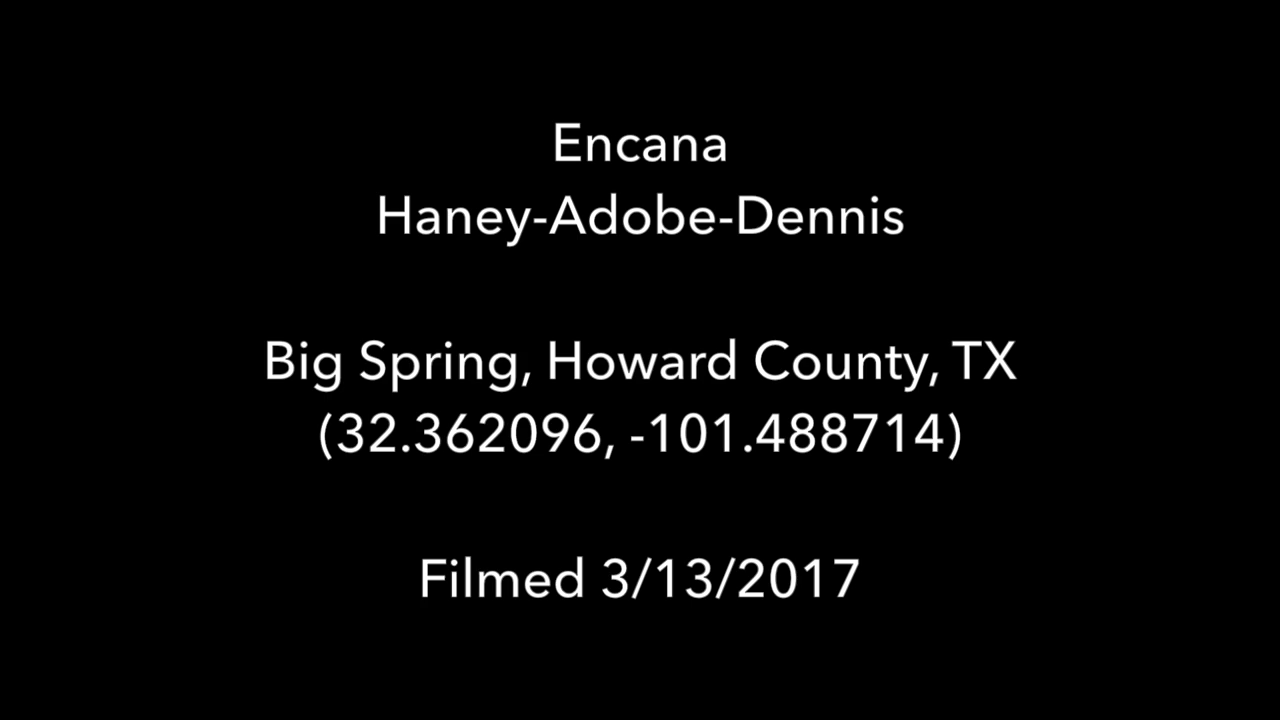 Encana
Haney-Adobe-Dennis
Big Spring, Howard County, TX
(32.362096, -101.488714)
Filmed 3/13/2017